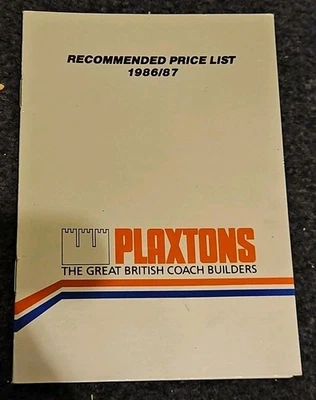 RECOMMENDED PRICE LIST
1986/87
PLAXTONS
THE GREAT BRITISH COACH BUILDERS